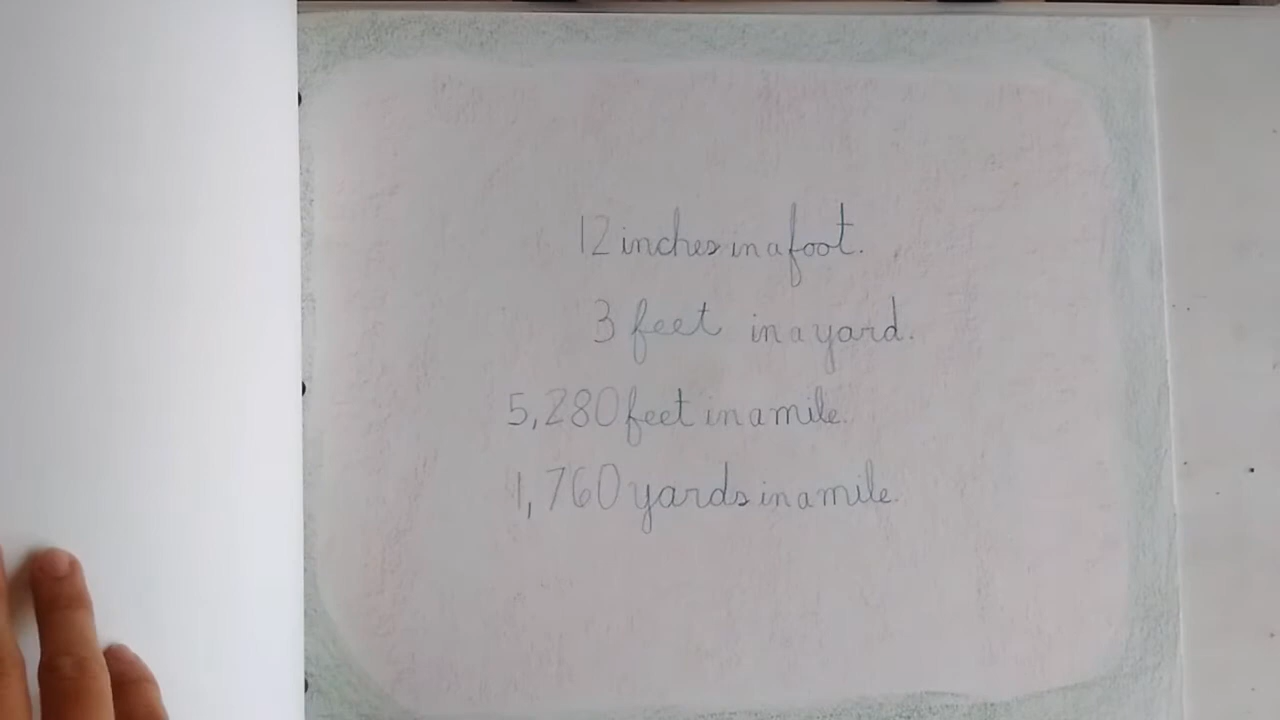 12 inches in a foot.
3 feet in a yard.
5,280 feet in a mile.
1,760 yards in a mile.